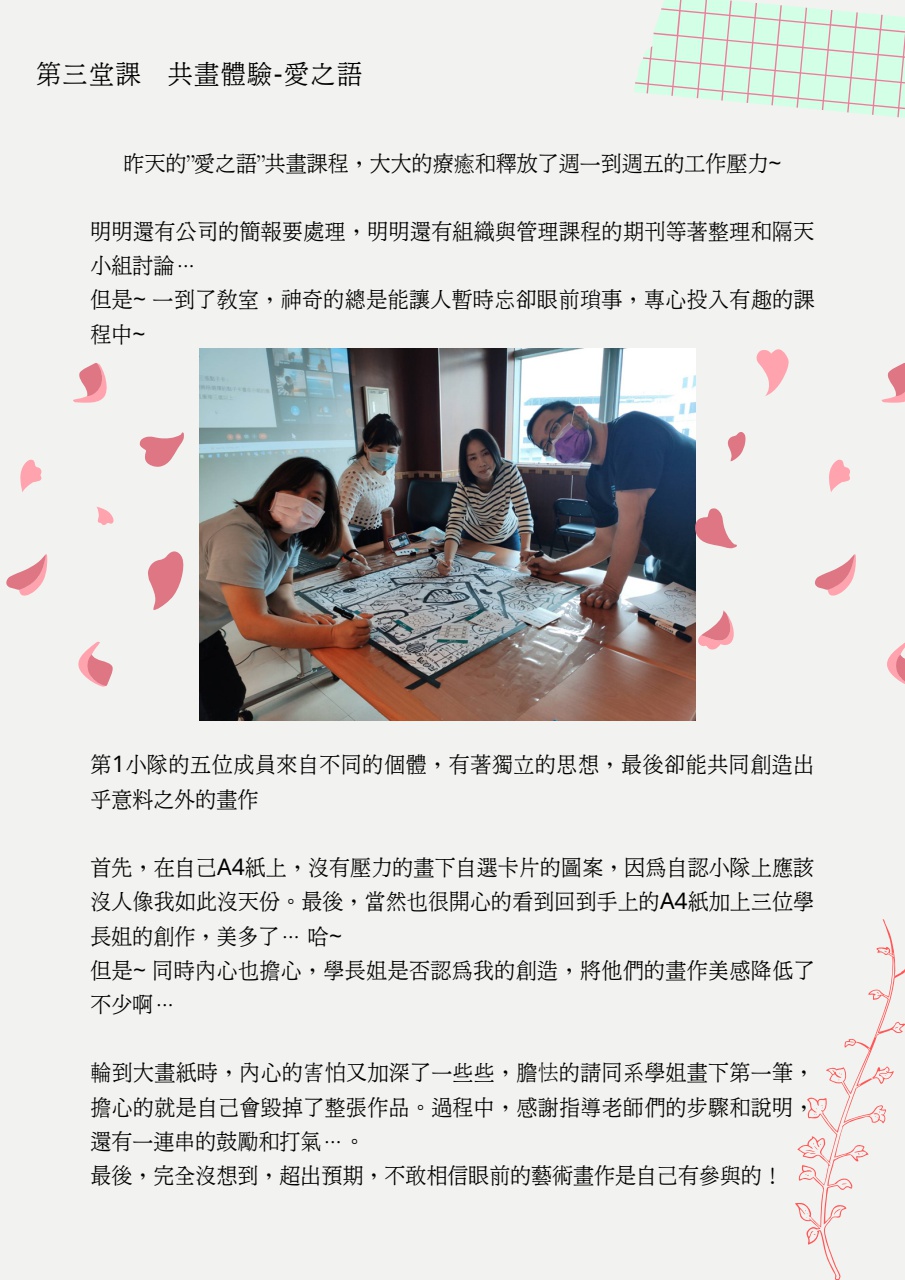 第三堂課　共畫體驗-愛之語
昨天的”愛之語”共畫課程，大大的療癒和釋放了週一到週五的工作壓力~
明明還有公司的簡報要處理，明明還有組織與管理課程的期刊等著整理和隔天
小組討論…
但是~ 一到了教室，神奇的總是能讓人暫時忘卻眼前瑣事，專心投入有趣的課
程中~
第1小隊的五位成員來自不同的個體，有著獨立的思想，最後卻能共同創造出
乎意料之外的畫作
首先，在自己A4紙上，沒有壓力的畫下自選卡片的圖案，因為自認小隊上應該
沒人像我如此沒天份。最後，當然也很開心的看到回到手上的A4紙加上三位學
長姐的創作，美多了… 哈~
但是~ 同時內心也擔心，學長姐是否認為我的創造，將他們的畫作美感降低了
不少啊…
輪到大畫紙時，內心的害怕又加深了一些些，膽怯的請同系學姐畫下第一筆，
擔心的就是自己會毀掉了整張作品。過程中，感謝指導老師們的步驟和說明，
還有一連串的鼓勵和打氣…。
最後，完全沒想到，超出預期，不敢相信眼前的藝術畫作是自己有參與的！